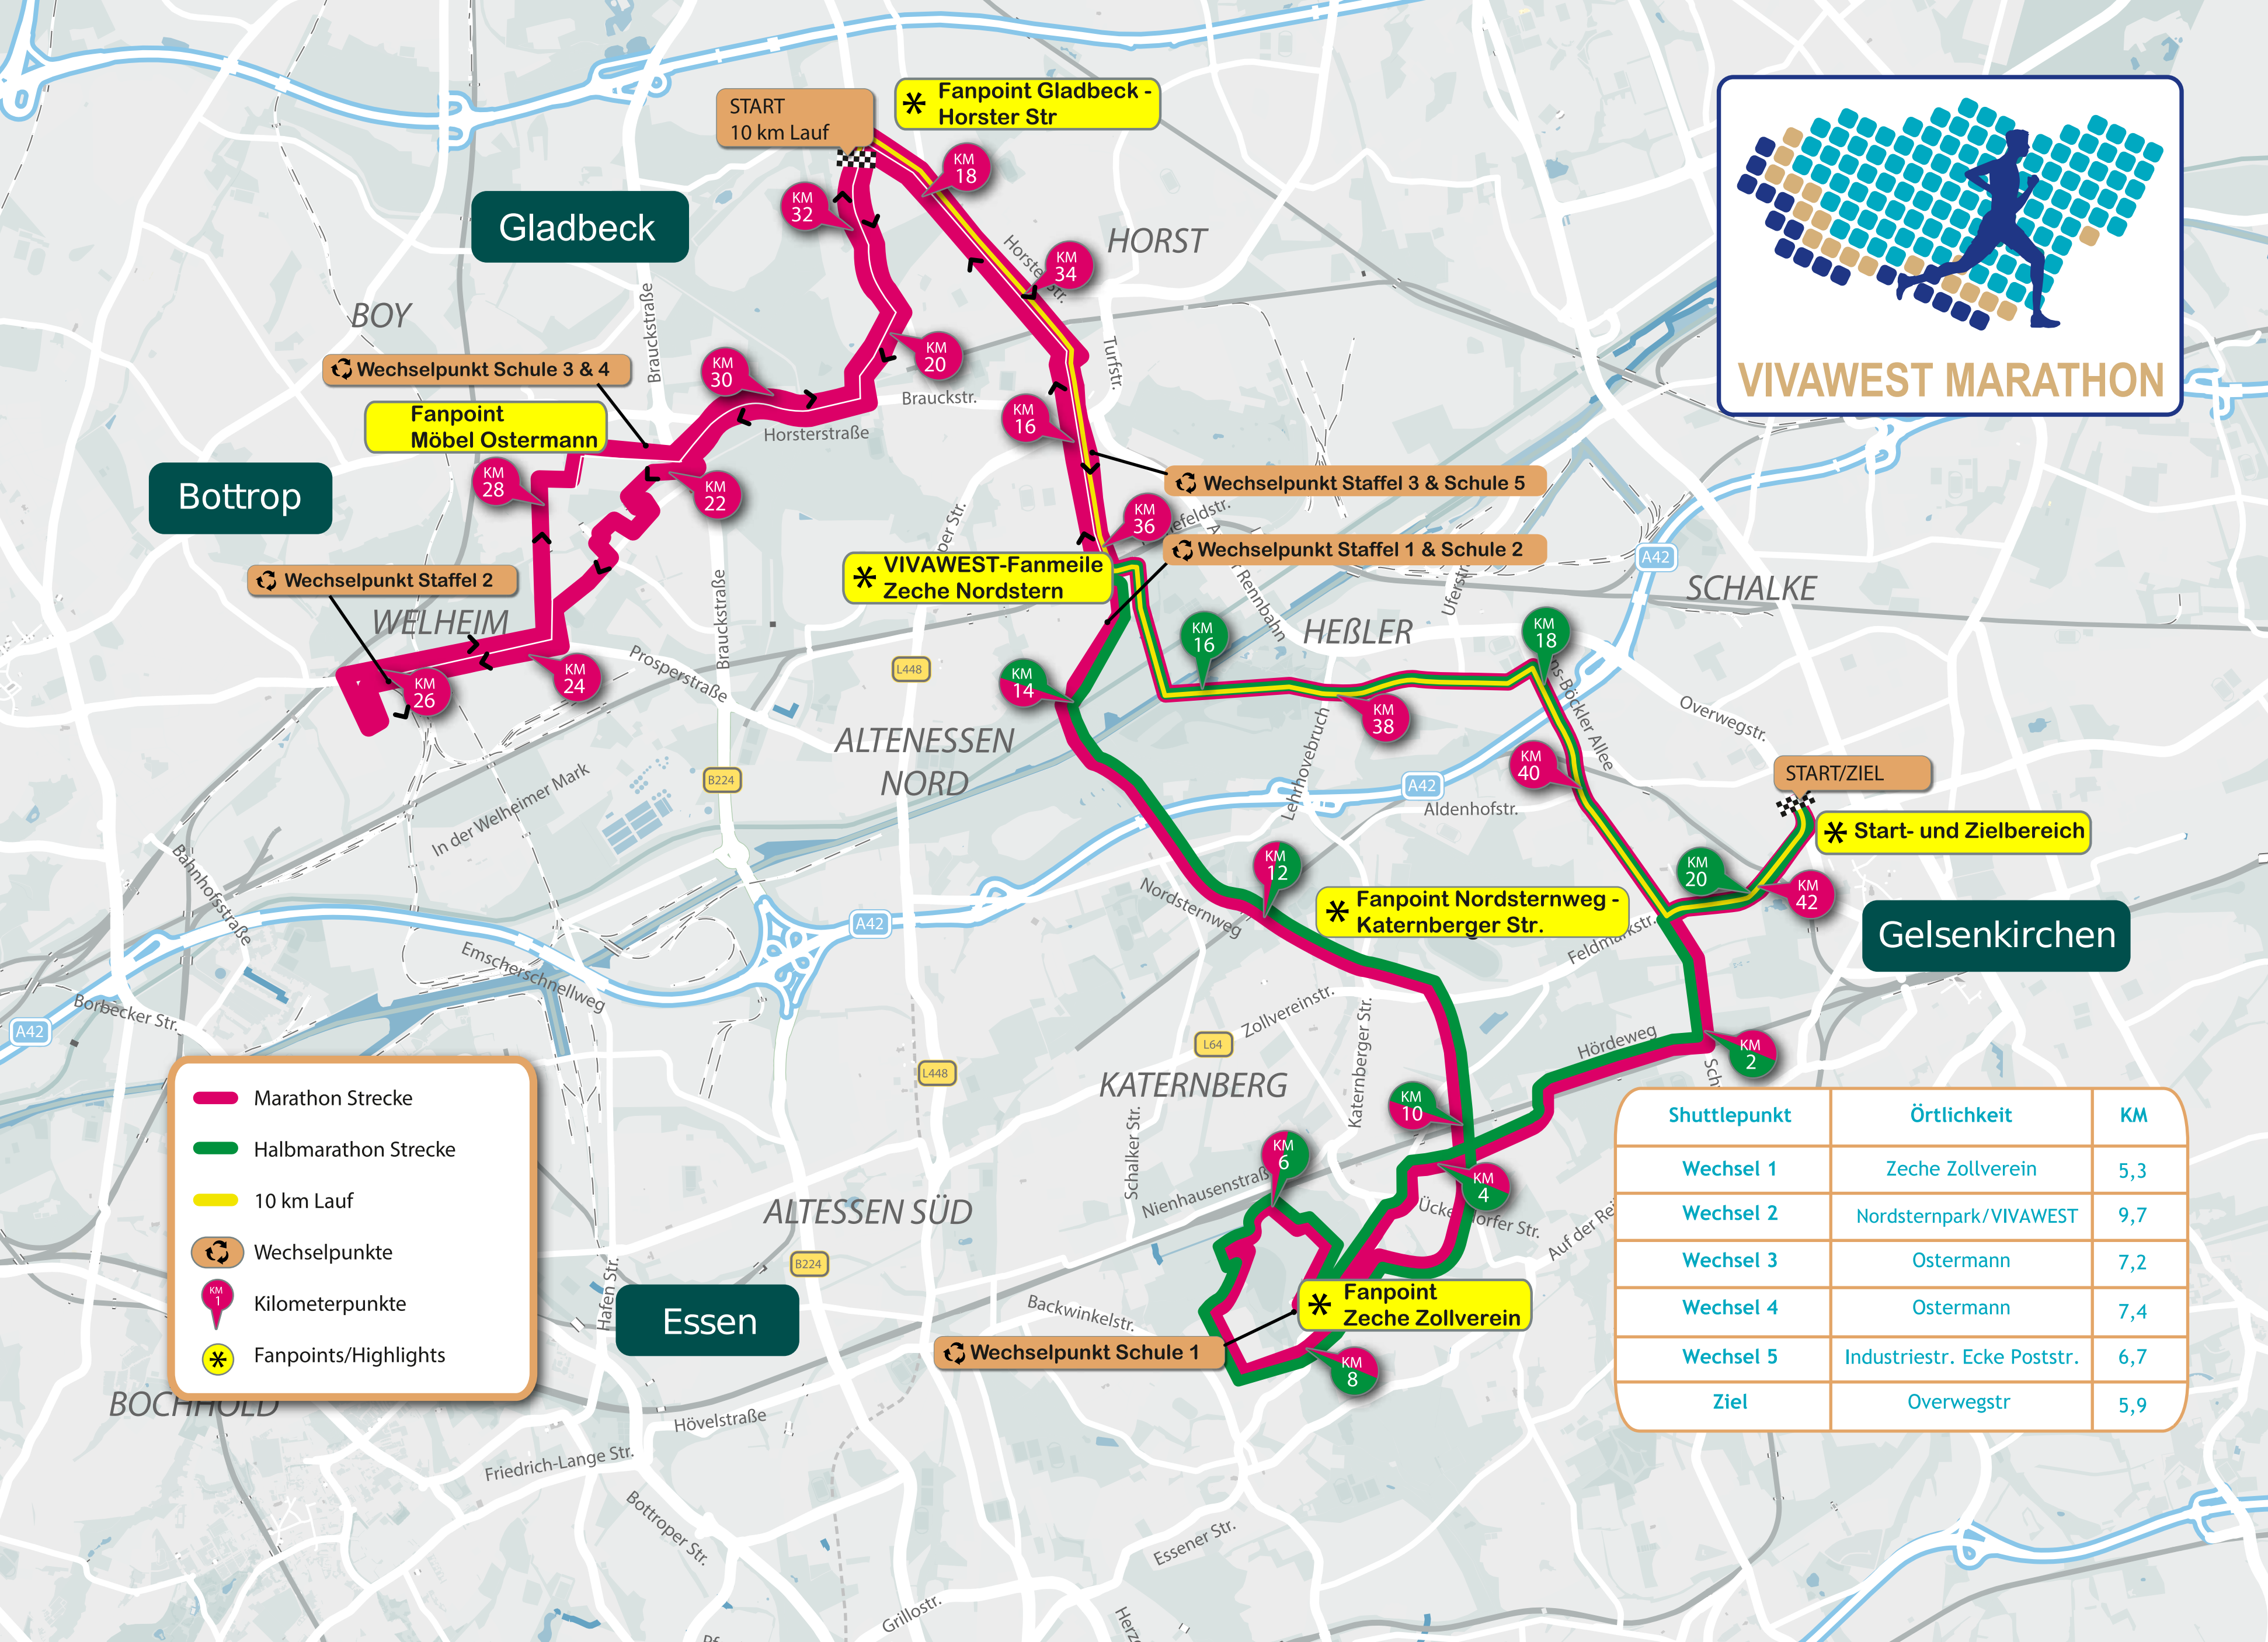 START
10 km Lauf
Fanpoint Gladbeck -
Horster Str
KM
18
KM
32
Gladbeck
HORST
KM
34
BOY
Brauckstraße
Turfstr.
VIVAWEST MARATHON
Wechselpunkt Schule 3 & 4
KM
30
KM
20
Brauckstr.
Fanpoint
Möbel Ostermann
Horsterstraße
KM
16
KM
28
KM
22
Bottrop
Wechselpunkt Staffel 3 & Schule 5
KM
36
Wechselpunkt Staffel 1 & Schule 2
A42
VIVAWEST-Fanmeile
Zeche Nordstern
Wechselpunkt Staffel 2
WELHEIM
Brauckstraße
Rennbahn
SCHALKE
HEßLER
KM
16
KM
18
Prosperstraße
L448
KM
24
KM
26
KM
14
KM
38
Overwegstr.
ALTENESSEN
NORD
Lehrhovebruch
KM
40
START/ZIEL
B224
A42
In der Welheimer Mark
Aldenhofstr.
Start- und Zielbereich
Bahnhofsstraße
KM
12
KM
20
KM
42
Nordsternweg
Fanpoint Nordsternweg -
Katernberger Str.
A42
Gelsenkirchen
Emscherschnellweg
Borbecker Str.
A42
Zollvereinstr.
Katernberger Str.
L64
Hördeweg
KM
2
L448
KATERNBERG
Schalker Str.
KM
10
KM
6
KM
4
Marathon Strecke
Halbmarathon Strecke
10 km Lauf
Wechselpunkte
KM
1
Kilometerpunkte
Fanpoints/Highlights
ALTESSEN SÜD
B224
Hafen Str.
Auf der
Essen
Backwinkelstr.
Fanpoint
Zeche Zollverein
Wechselpunkt Schule 1
KM
8
Shuttlepunkt Örtlichkeit KM
Wechsel 1 Zeche Zollverein 5,3
Wechsel 2 Nordsternpark/VIVAWEST 9,7
Wechsel 3 Ostermann 7,2
Wechsel 4 Ostermann 7,4
Wechsel 5 Industriestr. Ecke Poststr. 6,7
Ziel Overwegstr 5,9
BOCHHOLD
Hövelstraße
Friedrich-Lange Str.
Bottroper Str.
Essener Str.
Grillostr.